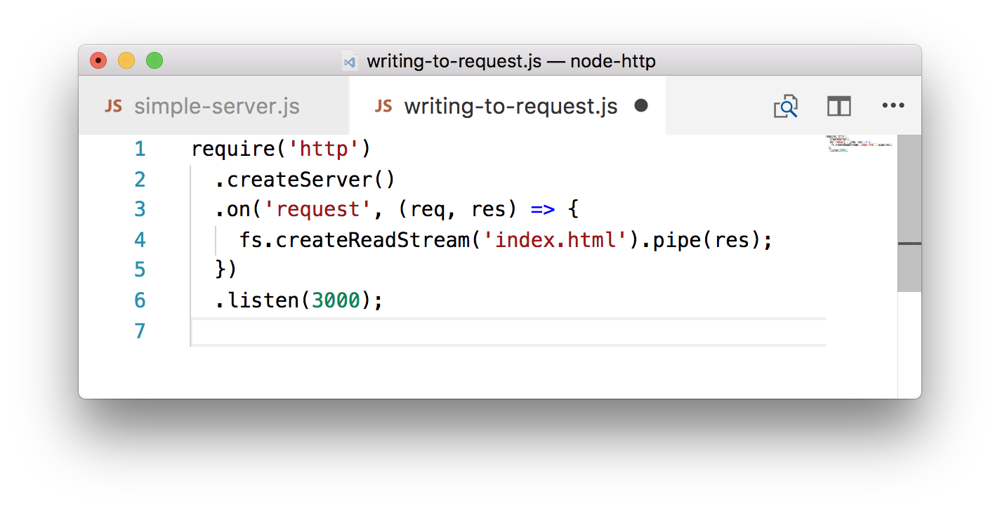 writing-to-request.js — node-http
JS simple-server.js JS writing-to-request.js
1 require('http')
2   .createServer()
3   .on('request', (req, res) => {
4     fs.createReadStream('index.html').pipe(res);
5   })
6   .listen(3000);
7